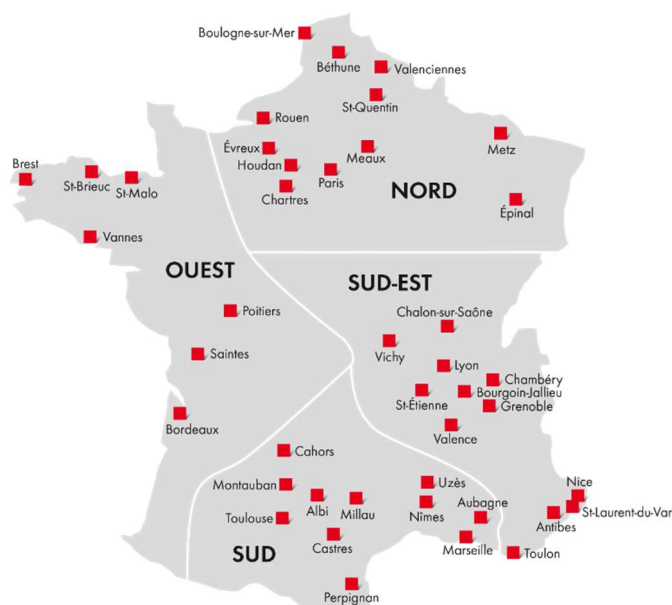 Boulogne-sur-Mer
Béthune
Valenciennes
St-Quentin
Rouen
Évreux
Meaux
Metz
Houdan
Paris
Chartres
NORD
Épinal
Brest
St-Brieuc
St-Malo
Vannes
OUEST
SUD-EST
Poitiers
Chalon-sur-Saône
Vichy
Saintes
Lyon
Chambéry
Bourgoin-Jallieu
St-Étienne
Grenoble
Bordeaux
Valence
Cahors
Montauban
Uzès
Nice
Albi
Millau
Nîmes
Aubagne
St-Laurent-du-Var
Toulouse
Antibes
Castres
Marseille
SUD
Toulon
Perpignan